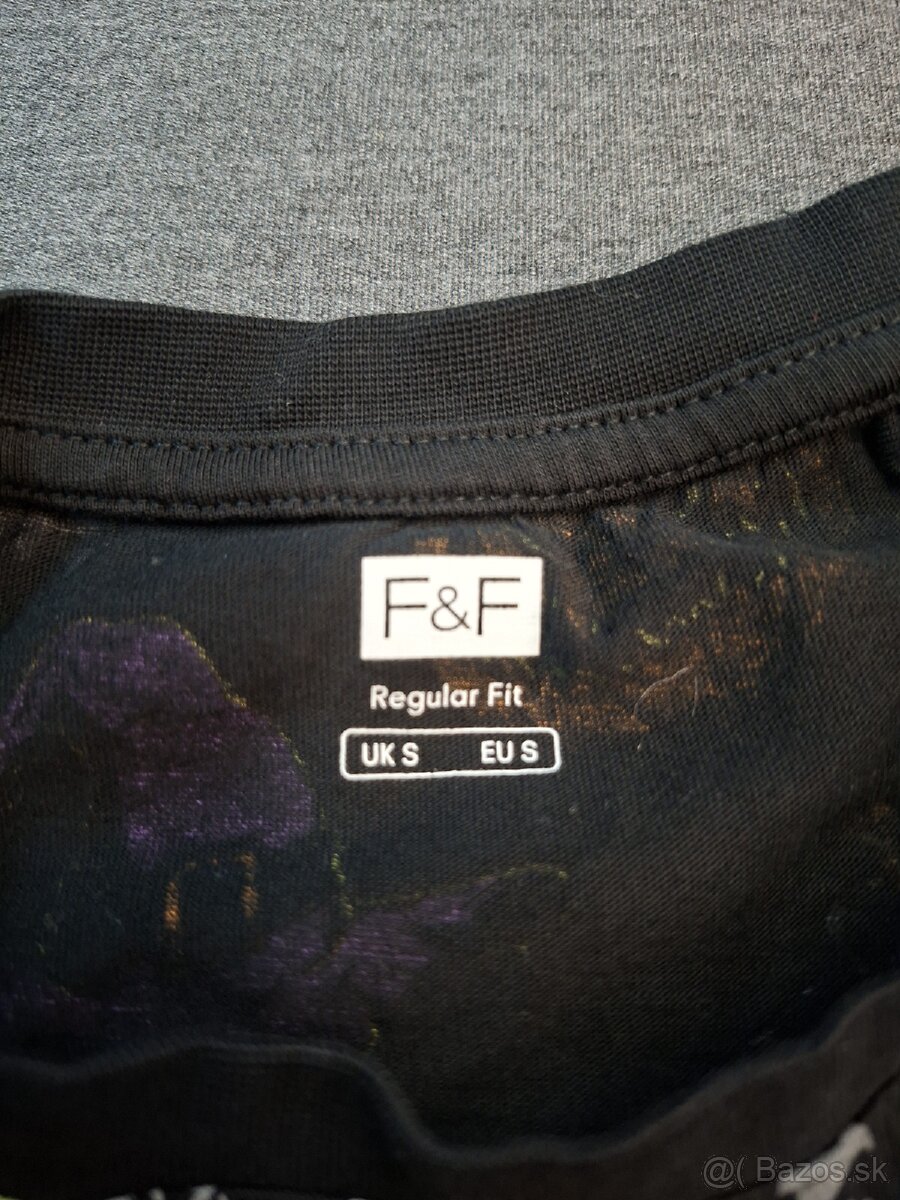 F&F
Regular Fit
UK S EU S
@( Bazos.sk